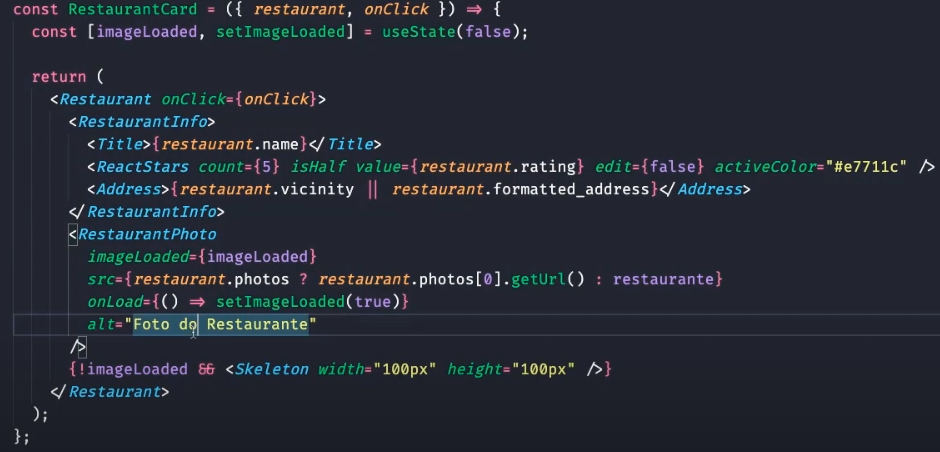 const RestaurantCard = ({ restaurant, onClick }) => {
const [imageLoaded, setImageLoaded] = useState(false);
return (
<Restaurant onClick={onClick}>
<RestaurantInfo>
<Title>{restaurant.name}</Title>
<ReactStars count={5} isHalf value={restaurant.rating} edit={false} activeColor="#e7711c" />
<Address>{restaurant.vicinity || restaurant.formatted_address}</Address>
</RestaurantInfo>
<RestaurantPhoto
imageLoaded={imageLoaded}
src={restaurant.photos ? restaurant.photos[0].getUrl() : restaurante}
onLoad={() => setImageLoaded(true)}
alt="Foto do Restaurante"
/>
{!imageLoaded && <Skeleton width="100px" height="100px" />}
</Restaurant>
);
};